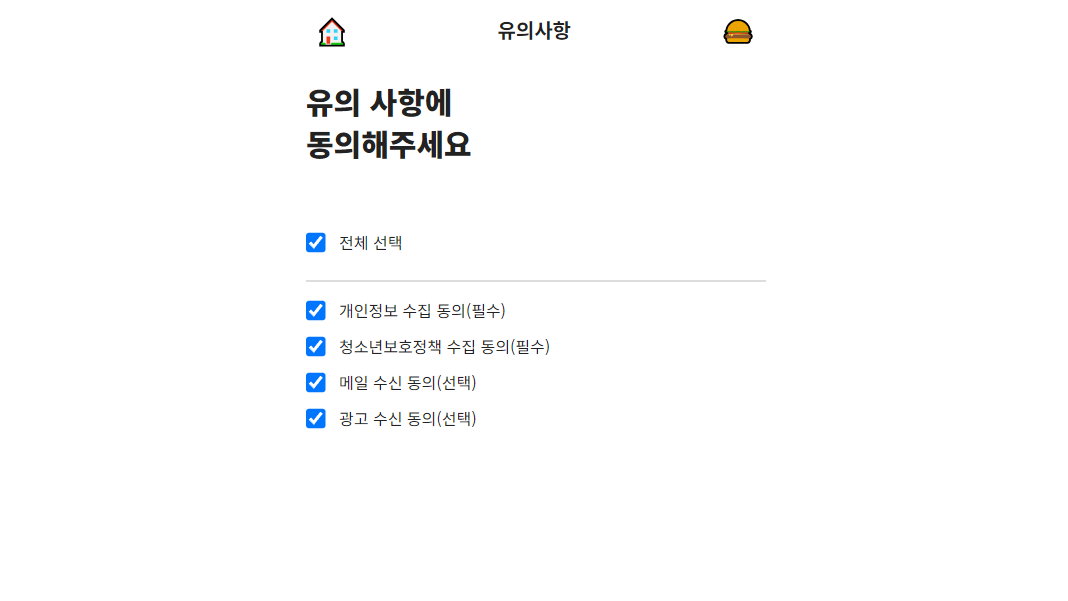 유의사항
유의 사항에
동의해주세요
전체 선택
개인정보 수집 동의(필수)
청소년보호정책 수집 동의(필수)
메일 수신 동의(선택)
광고 수신 동의(선택)